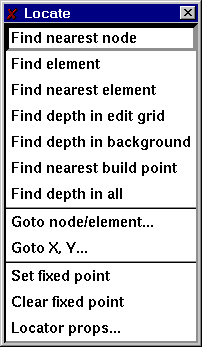 Locate
Find nearest node
Find element
Find nearest element
Find depth in edit grid
Find depth in background
Find nearest build point
Find depth in all
Goto node/element...
Goto X, Y...
Set fixed point
Clear fixed point
Locator props...